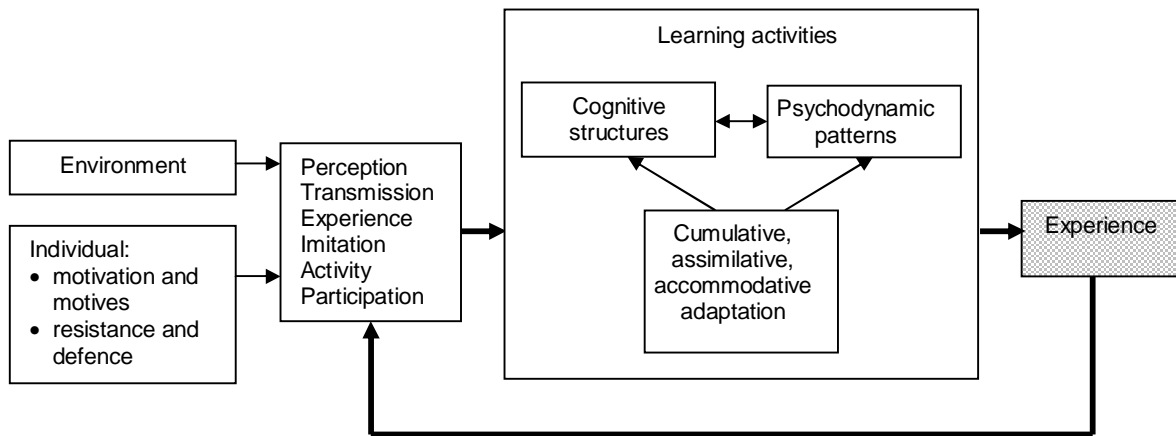 Learning activities
Cognitive
structures
Psychodynamic
patterns
Environment
Perception
Transmission
Experience
Imitation
Activity
Participation
Individual:
• motivation and
motives
• resistance and
defence
Cumulative,
assimilative,
accommodative
adaptation
Experience